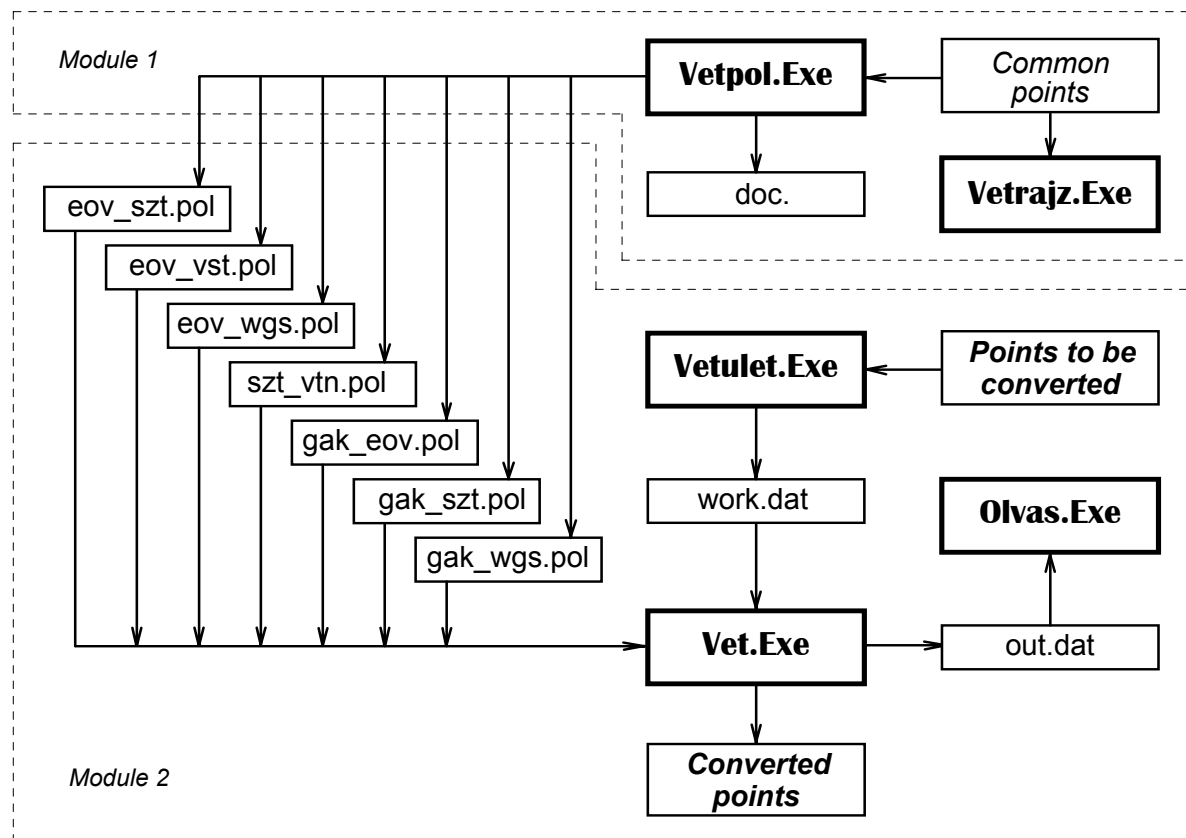 Module 1
Vetpol.Exe
Common
points
doc.
Vetrajz.Exe
eov_szt.pol
eov_vst.pol
eov_wgs.pol
szt_vtn.pol
gak_eov.pol
gak_szt.pol
gak_wgs.pol
Vetulet.Exe
Points to be
converted
work.dat
Olvas.Exe
Vet.Exe
out.dat
Converted
points
Module 2